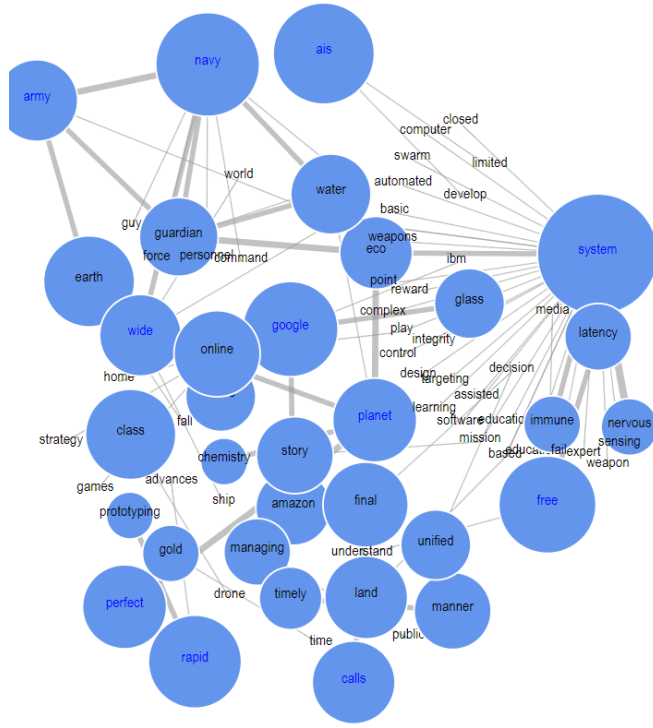 navy
ais
army
closed
computer
swarm
limited
world
automated
water
develop
basic
guy
guardian
weapons
force
personnel
eco
system
command
ibm
earth
point
reward
glass
complex
media
wide
google
play
latency
integrity
online
control
decision
home
design
targeting
assisted
learning
fall
planet
software
immune
nervous
class
mission
sensing
strategy
story
based
fail
expert
chemistry
weapon
advances
games
ship
final
free
amazon
prototyping
unified
managing
gold
understand
drone
timely
land
perfect
manner
public
time
rapid
calls